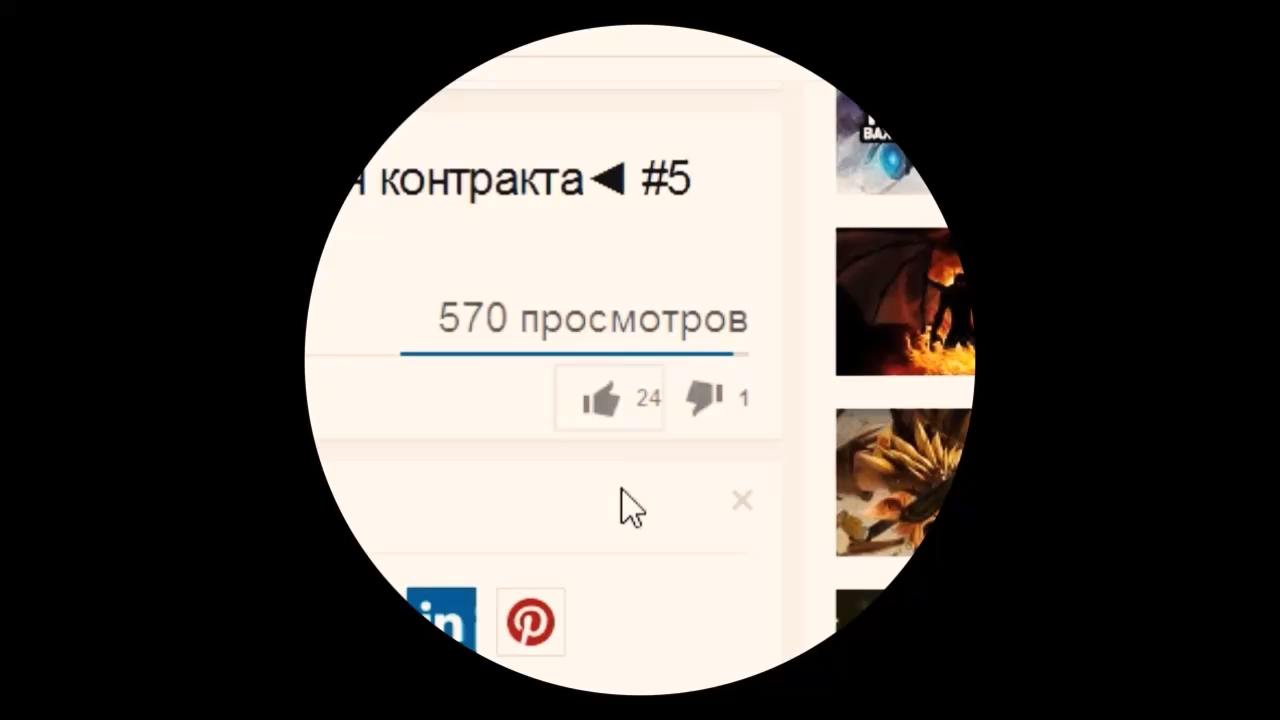 контракта◄ #5
570 просмотров
24 1
in